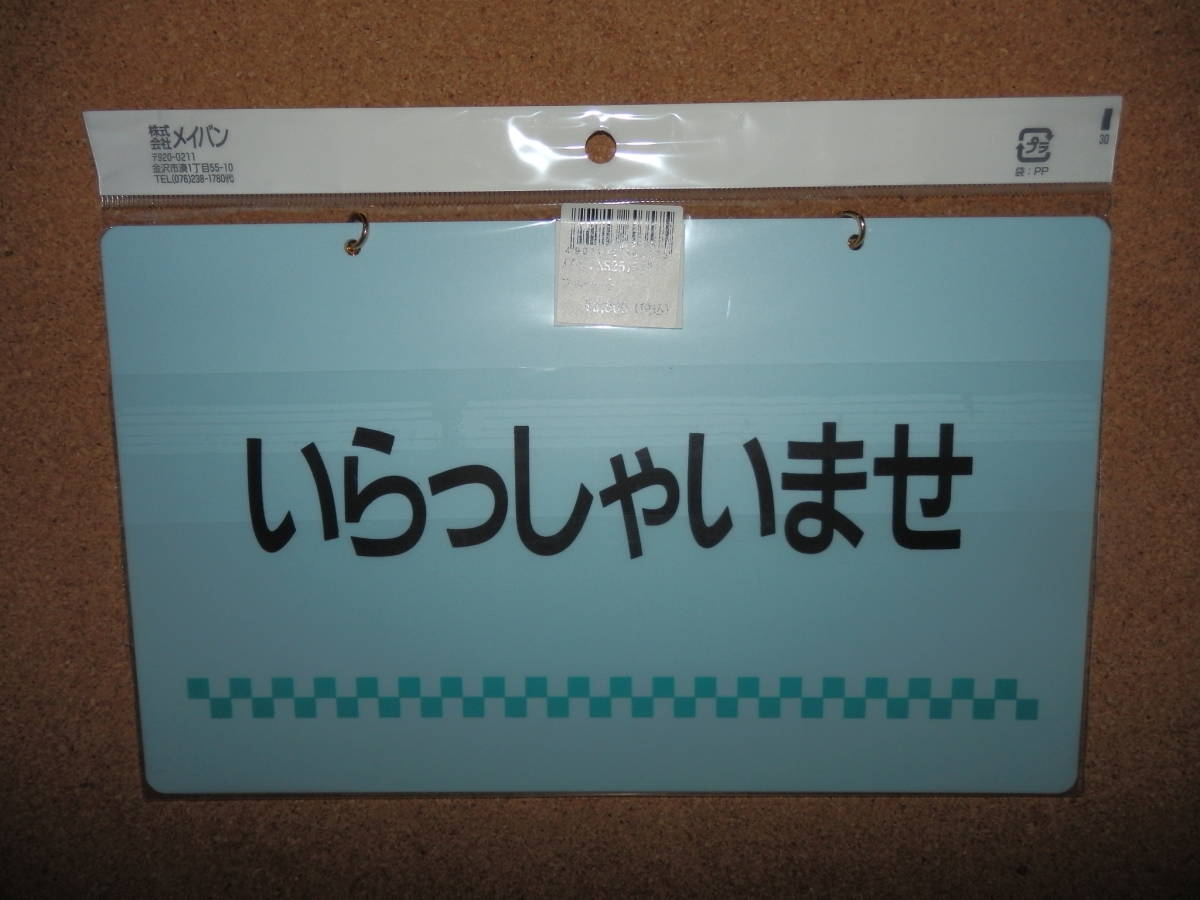 株式会社メイバン
〒920-0211
金沢市湊1丁目55-10
TEL(076)238-1780代
プラ
袋：PP
30
いらっしゃいませ